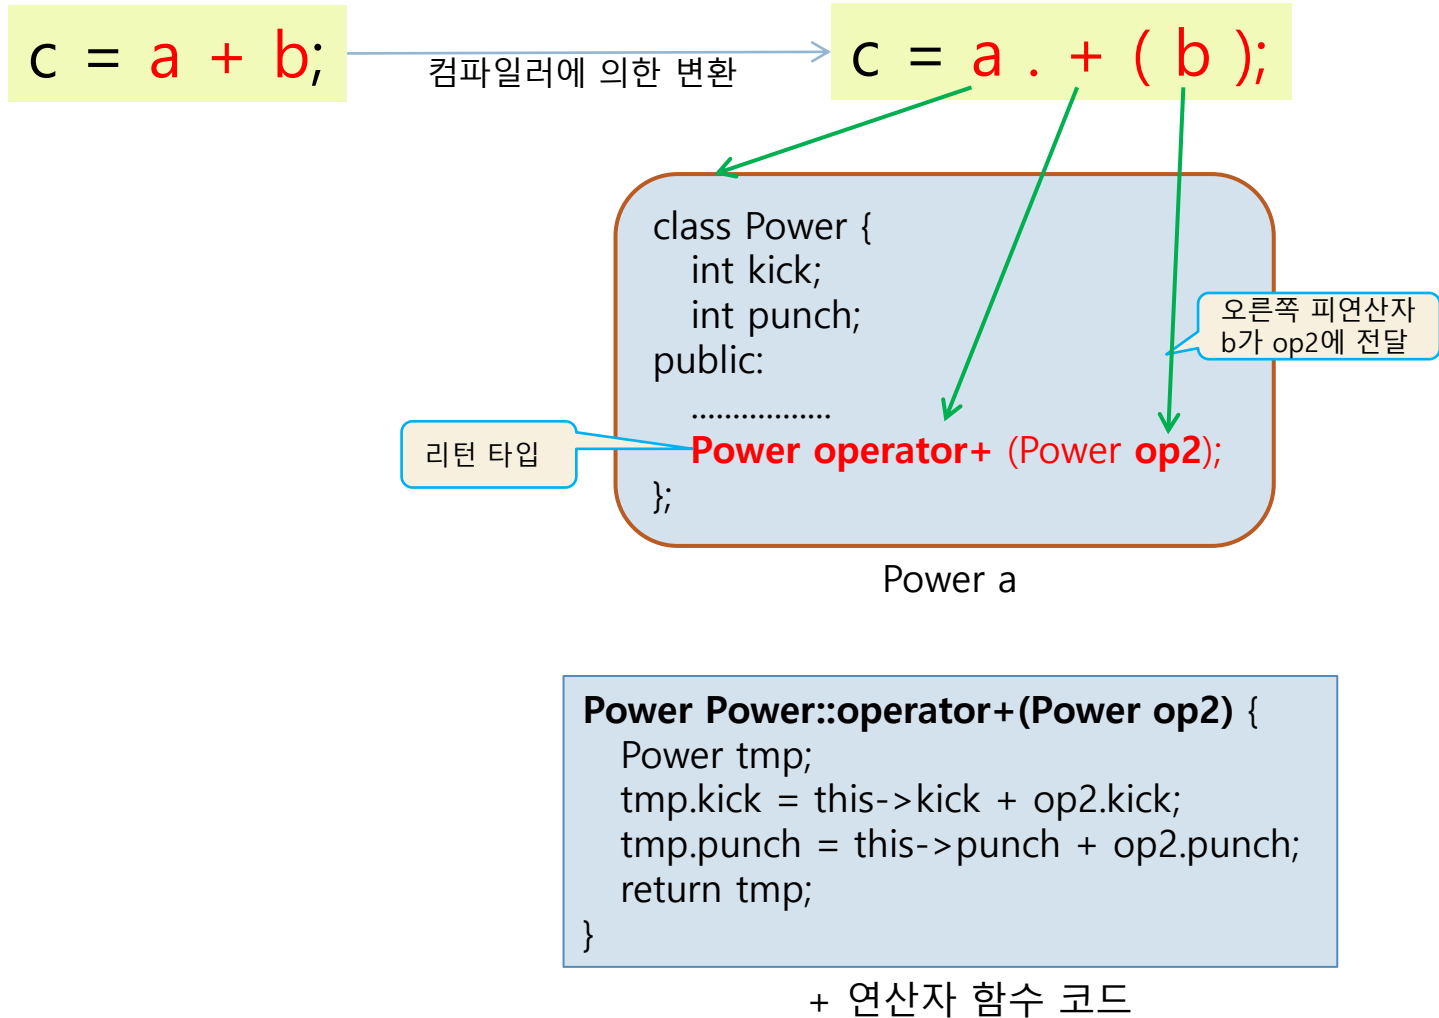 c = a + b;
컴파일러에 의한 변환
c = a . + ( b );
class Power {
int kick;
int punch;
public:
.................
Power operator+ (Power op2);
};
오른쪽 피연산자
b가 op2에 전달
리턴 타입
Power a
Power Power::operator+(Power op2) {
Power tmp;
tmp.kick = this->kick + op2.kick;
tmp.punch = this->punch + op2.punch;
return tmp;
}
+ 연산자 함수 코드